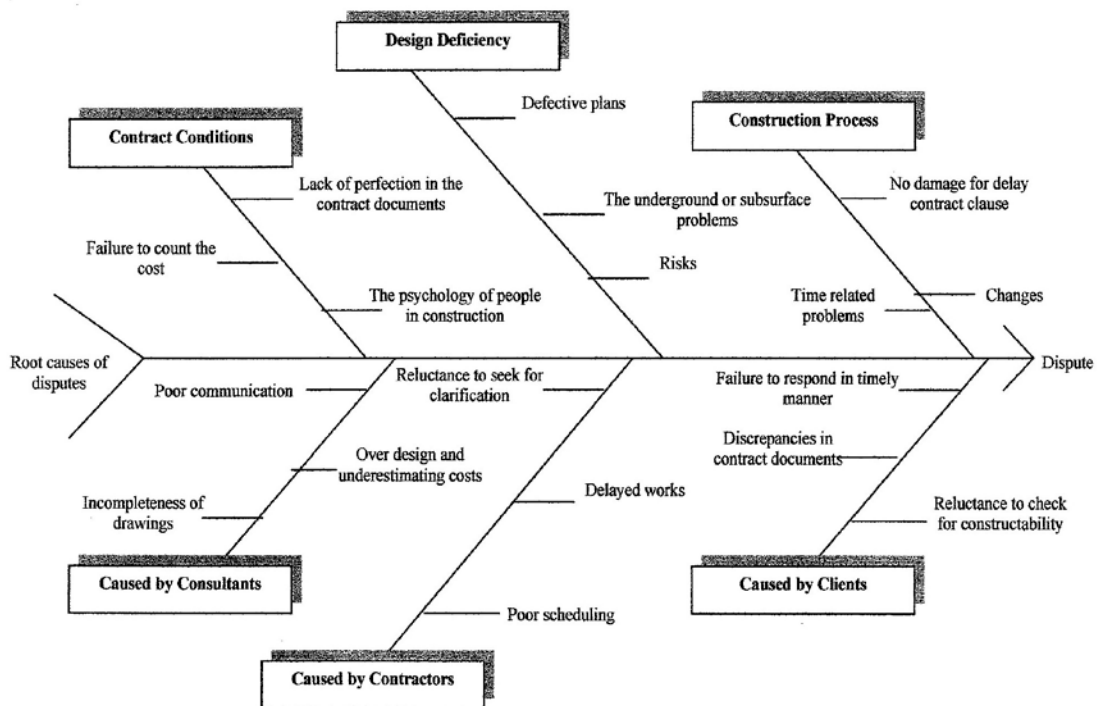 Design Deficiency
Defective plans
Contract Conditions
Construction Process
Lack of perfection in the
contract documents
No damage for delay
contract clause
The underground or subsurface
problems
Failure to count the
cost
Risks
The psychology of people
in construction
Time related
problems
Changes
Root causes of
disputes
Dispute
Poor communication
Reluctance to seek for
clarification
Failure to respond in timely
manner
Discrepancies in
contract documents
Over design and
underestimating costs
Delayed works
Incompleteness of
drawings
Reluctance to check
for constructability
Caused by Consultants
Caused by Clients
Poor scheduling
Caused by Contractors